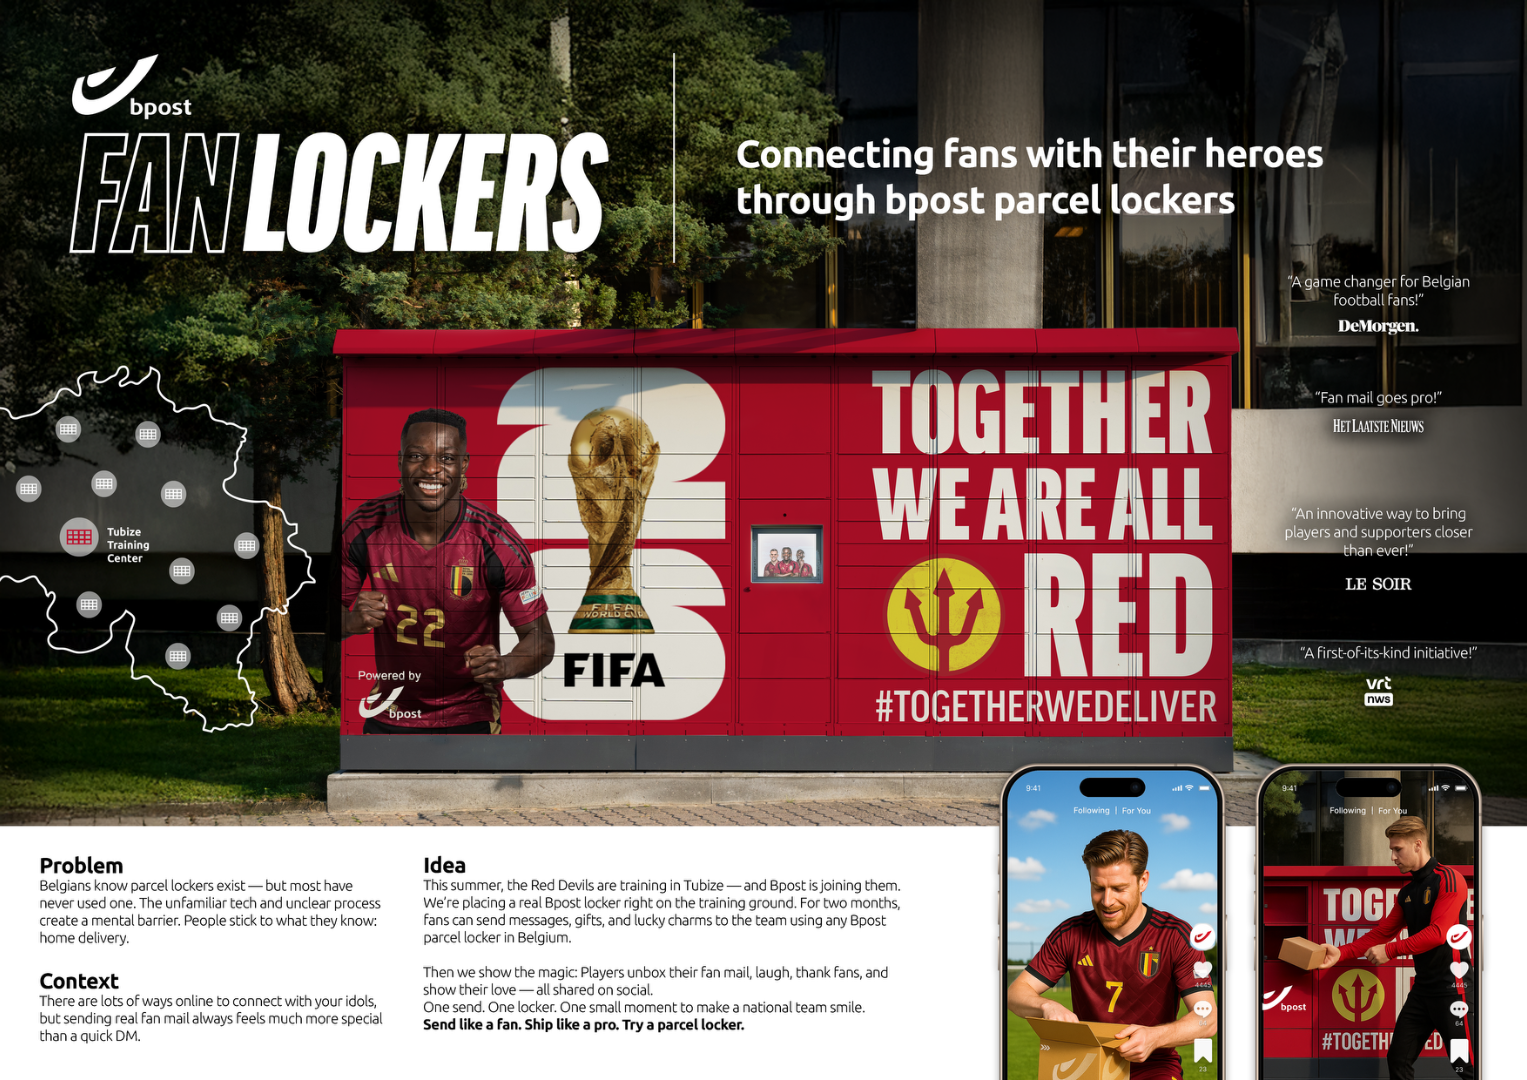 bpost
FAN LOCKERS
Connecting fans with their heroes
through bpost parcel lockers
"A game changer for Belgian
football fans!"
DeMorgen.
"Fan mail goes pro!"
HET LAATSTE NIEUWS
"An innovative way to bring
players and supporters closer
than ever!"
LE SOIR
"A first-of-its-kind initiative!"
vrt
nws
Tubize
Training
Center
22
Powered by
bpost
FIFA
WORLD CUP
FIFA
TOGETHER
WE ARE ALL
RED
#TOGETHERWEDELIVER
Problem
Belgians know parcel lockers exist — but most have
never used one. The unfamiliar tech and unclear process
create a mental barrier. People stick to what they know:
home delivery.
Context
There are lots of ways online to connect with your idols,
but sending real fan mail always feels much more special
than a quick DM.
Idea
This summer, the Red Devils are training in Tubize — and Bpost is joining them.
We're placing a real Bpost locker right on the training ground. For two months,
fans can send messages, gifts, and lucky charms to the team using any Bpost
parcel locker in Belgium.
Then we show the magic: Players unbox their fan mail, laugh, thank fans, and
show their love — all shared on social.
One send. One locker. One small moment to make a national team smile.
Send like a fan. Ship like a pro. Try a parcel locker.
9:41
Following | For You
7
4445
64
23
9:41
Following | For You
TOGE E
WE
bpost
#TOGETH ED
4445
64
23